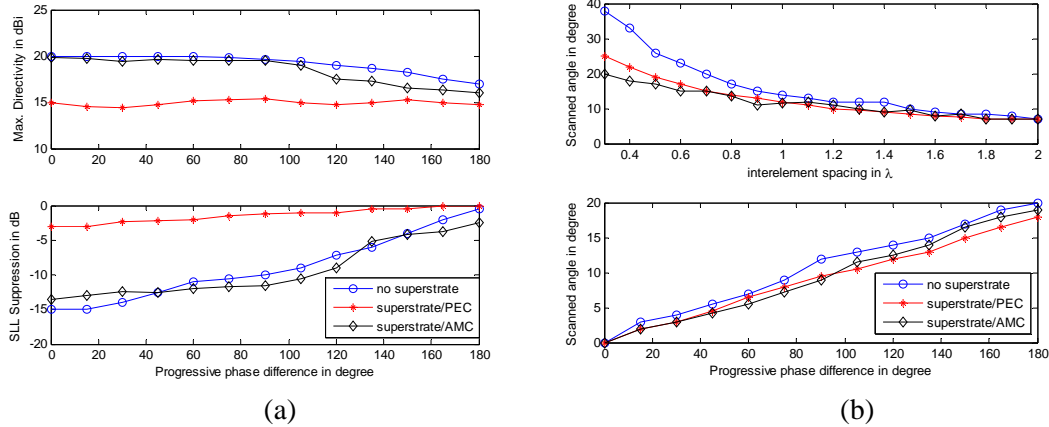 Max. Directivity in dBi
25
20
15
10
0 20 40 60 80 100 120 140 160 180
SLL Suppression in dB
0
-5
-10
-15
-20
no superstrate
superstrate/PEC
superstrate/AMC
0 20 40 60 80 100 120 140 160 180
Progressive phase difference in degree
(a)
Scanned angle in degree
40
30
20
10
0
0.4 0.6 0.8 1 1.2 1.4 1.6 1.8 2
interelement spacing in λ
Scanned angle in degree
20
15
10
5
0
no superstrate
superstrate/PEC
superstrate/AMC
0 20 40 60 80 100 120 140 160 180
Progressive phase difference in degree
(b)